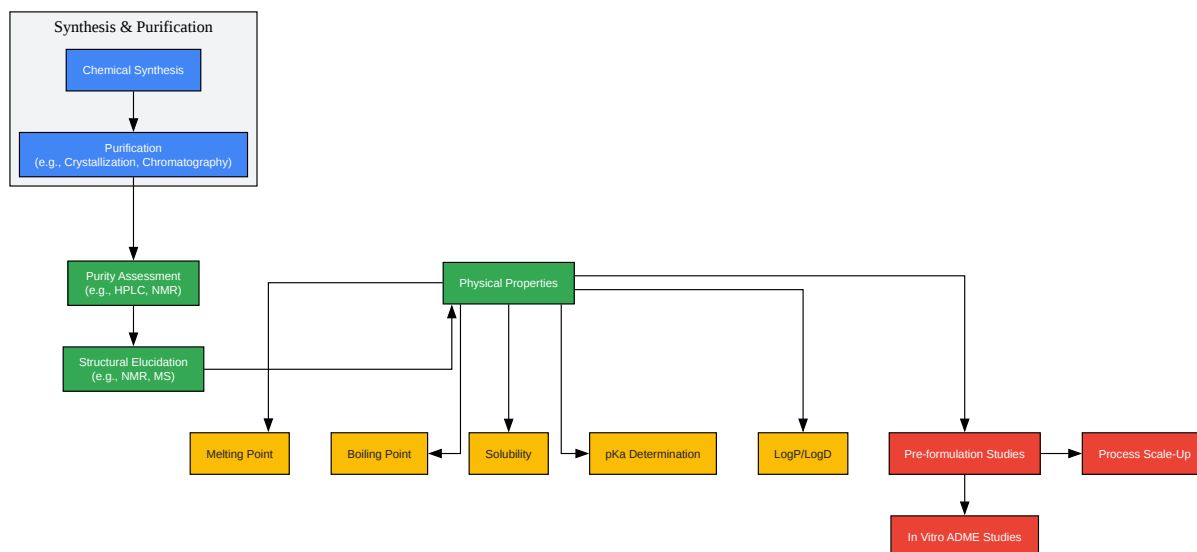 Synthesis & Purification
Chemical Synthesis
Purification
(e.g., Crystallization, Chromatography)
Purity Assessment
(e.g., HPLC, NMR)
Physical Properties
Structural Elucidation
(e.g., NMR, MS)
Melting Point
Boiling Point
Solubility
pKa Determination
LogP/LogD
Pre-formulation Studies
Process Scale-Up
In Vitro ADME Studies